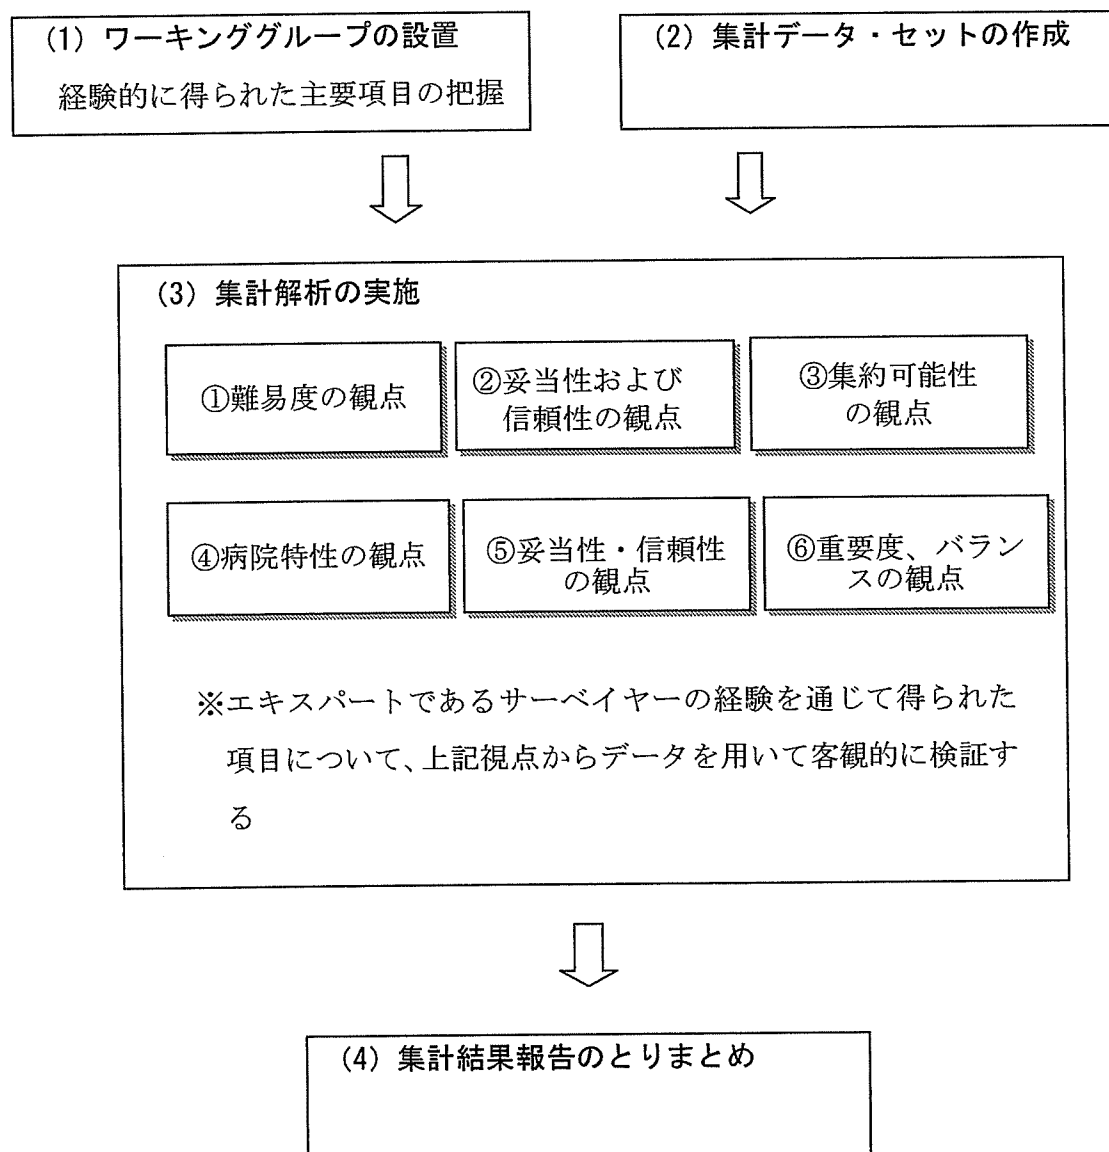 (1) ワーキンググループの設置
経験的に得られた主要項目の把握
(2) 集計データ・セットの作成
(3) 集計解析の実施
①難易度の観点
②妥当性および
信頼性の観点
③集約可能性
の観点
④病院特性の観点
⑤妥当性・信頼性
の観点
⑥重要度、バラン
スの観点
※エキスパートであるサーベイヤーの経験を通じて得られた
項目について、上記視点からデータを用いて客観的に検証す
る
(4) 集計結果報告のとりまとめ